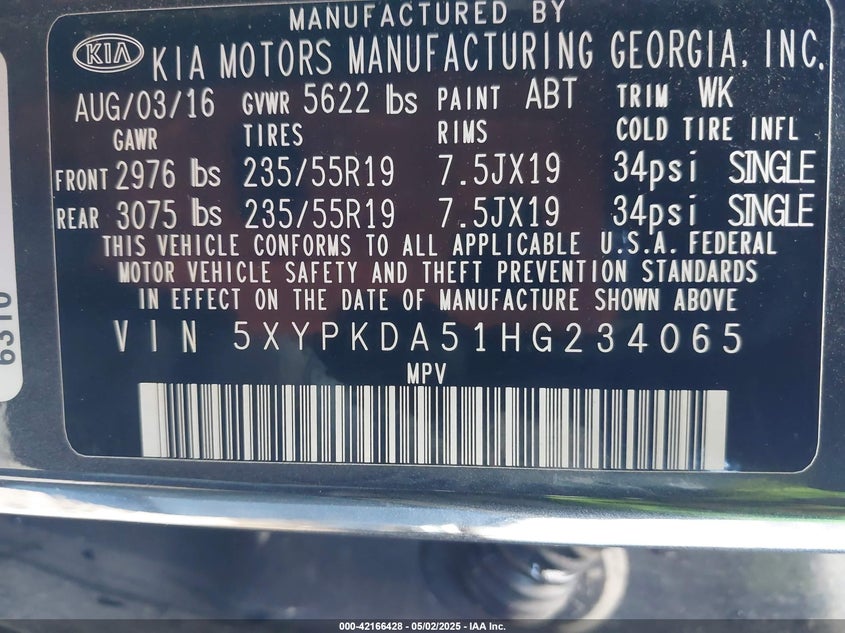 MANUFACTURED BY
KIA KIA MOTORS MANUFACTURING GEORGIA, INC.
AUG/03/16 GVWR 5622 lbs PAINT ABT TRIM WK
GAWR TIRES RIMS COLD TIRE INFL
FRONT 2976 lbs 235/55R19 7.5JX19 34psi SINGLE
REAR 3075 lbs 235/55R19 7.5JX19 34psi SINGLE
THIS VEHICLE CONFORMS TO ALL APPLICABLE U.S.A. FEDERAL
MOTOR VEHICLE SAFETY AND THEFT PREVENTION STANDARDS
IN EFFECT ON THE DATE OF MANUFACTURE SHOWN ABOVE
VIN 5XYPKDA51HG234065
MPV
6310
000-42166428 - 05/02/2025 - IAA Inc.